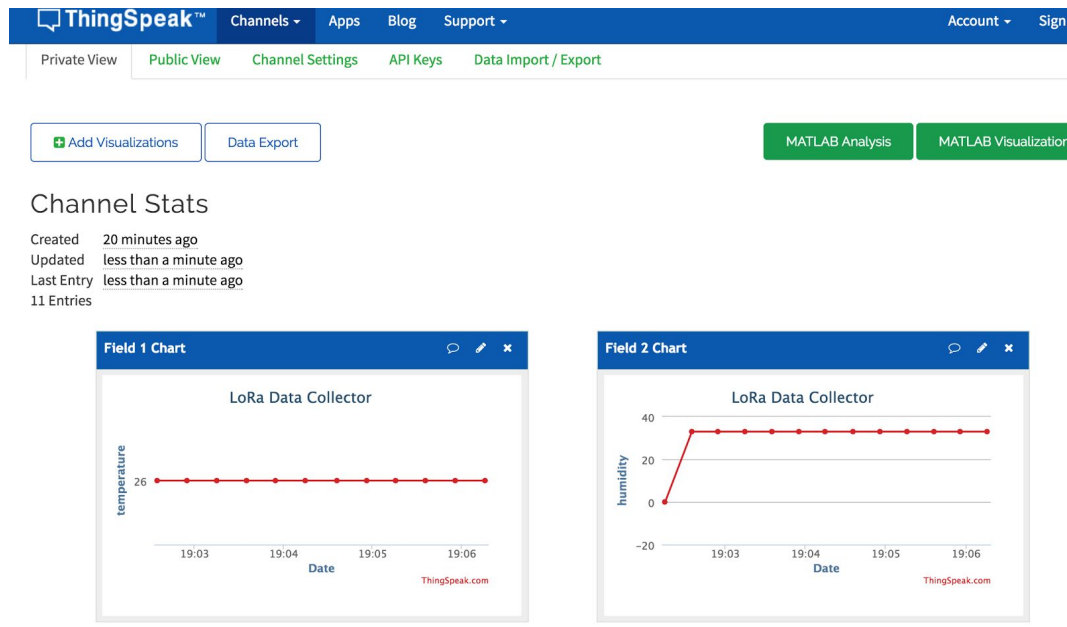 ThingSpeak™ Channels Apps Blog Support Account Sign
Private View Public View Channel Settings API Keys Data Import / Export
Add Visualizations Data Export MATLAB Analysis MATLAB Visualization
Channel Stats
Created 20 minutes ago
Updated less than a minute ago
Last Entry less than a minute ago
11 Entries
Field 1 Chart
LoRa Data Collector
temperature
26
19:03 19:04 19:05 19:06
Date
ThingSpeak.com
Field 2 Chart
LoRa Data Collector
humidity
40
20
0
−20
19:03 19:04 19:05 19:06
Date
ThingSpeak.com